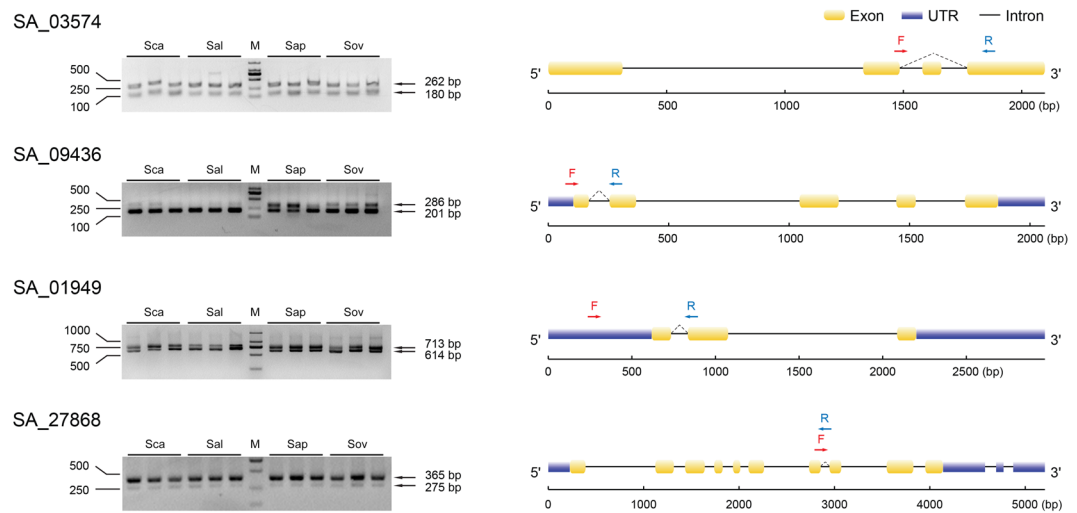 Exon UTR Intron
SA_03574
Sca Sal M Sap Sov
500
250
100
262 bp
180 bp
F R
5' 3'
0 500 1000 1500 2000 (bp)
SA_09436
Sca Sal M Sap Sov
500
250
100
286 bp
201 bp
F R
5' 3'
0 500 1000 1500 2000 (bp)
SA_01949
Sca Sal M Sap Sov
1000
750
500
713 bp
614 bp
F R
5' 3'
0 500 1000 1500 2000 2500 (bp)
SA_27868
Sca Sal M Sap Sov
500
250
365 bp
275 bp
R
F
5' 3'
0 1000 2000 3000 4000 5000 (bp)